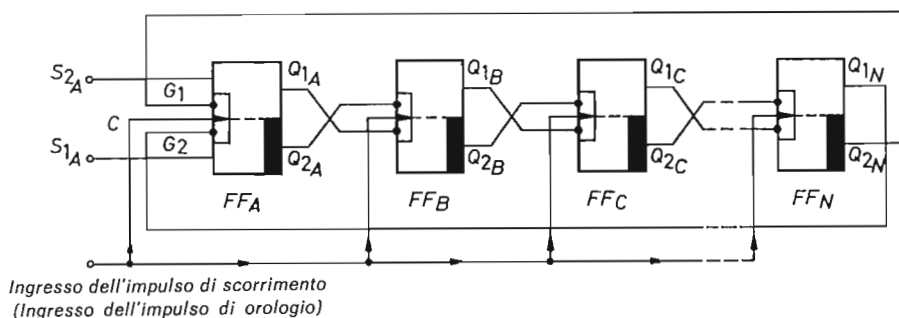 S2A
G1
C
G2
S1A
Q1A
Q2A
FFA
Q1B
Q2B
FFB
Q1C
Q2C
FFC
Q1N
Q2N
FFN
Ingresso dell'impulso di scorrimento
(Ingresso dell'impulso di orologio)